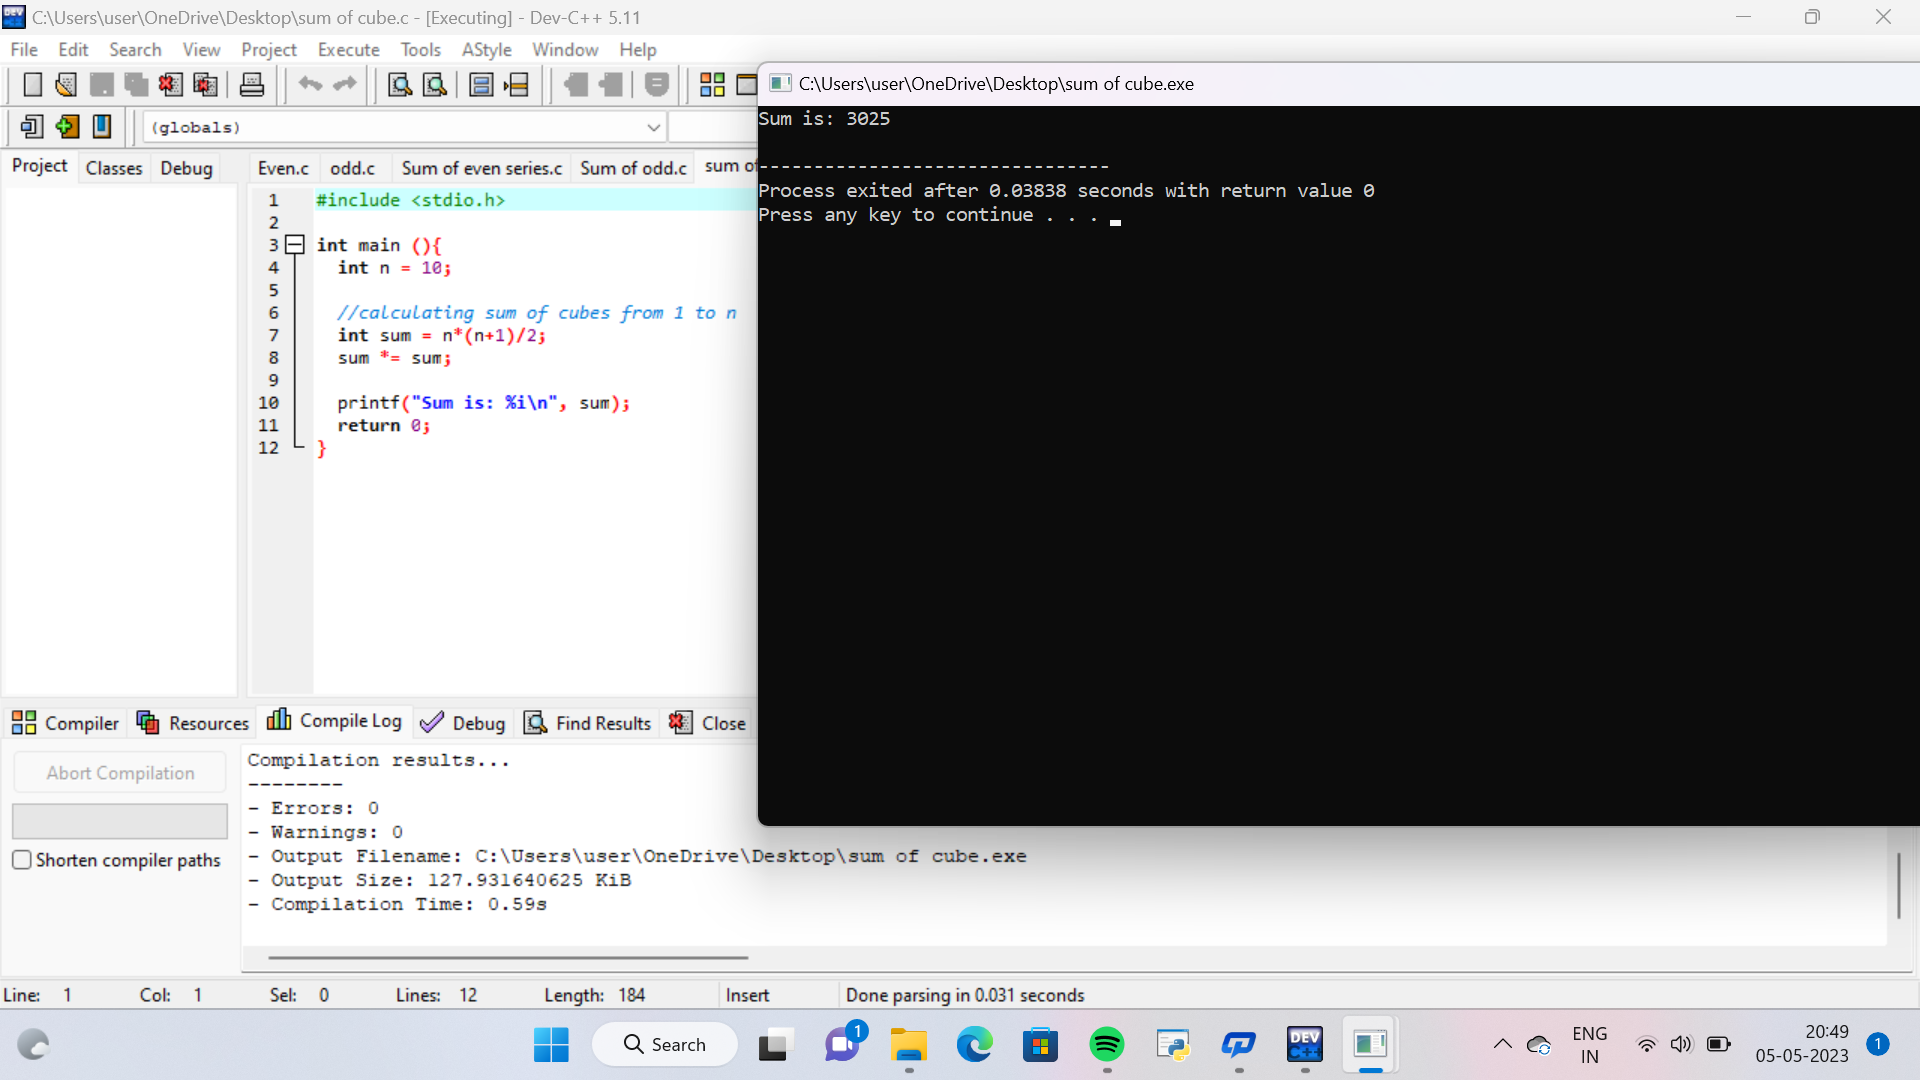 C:\Users\user\OneDrive\Desktop\sum of cube.c - [Executing] - Dev-C++ 5.11
File Edit Search View Project Execute Tools AStyle Window Help
(globals)
Project Classes Debug
Even.c odd.c Sum of even series.c Sum of odd.c sum of
1 #include <stdio.h>
2
3 int main (){
4 int n = 10;
5
6 //calculating sum of cubes from 1 to n
7 int sum = n*(n+1)/2;
8 sum *= sum;
9
10 printf("Sum is: %i\n", sum);
11 return 0;
12 }
C:\Users\user\OneDrive\Desktop\sum of cube.exe
Sum is: 3025
--------------------------------
Process exited after 0.03838 seconds with return value 0
Press any key to continue . . .
Compiler Resources Compile Log Debug Find Results Close
Abort Compilation
Shorten compiler paths
Compilation results...
--------
- Errors: 0
- Warnings: 0
- Output Filename: C:\Users\user\OneDrive\Desktop\sum of cube.exe
- Output Size: 127.931640625 KiB
- Compilation Time: 0.59s
Line: 1 Col: 1 Sel: 0 Lines: 12 Length: 184 Insert Done parsing in 0.031 seconds
Search
1
DEV
C++
ENG
IN
20:49
05-05-2023
1